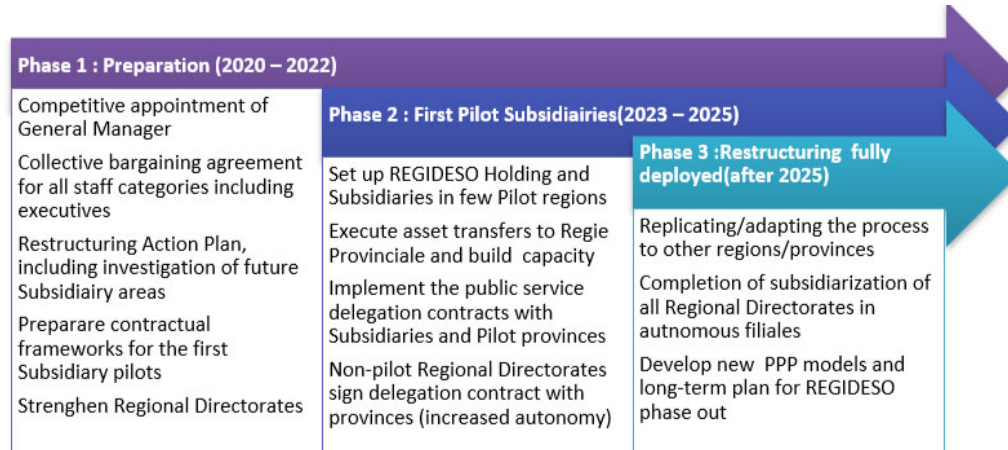 Phase 1 : Preparation (2020 – 2022)
Competitive appointment of
General Manager
Collective bargaining agreement
for all staff categories including
executives
Restructuring Action Plan,
including investigation of future
Subsidiairy areas
Preparare contractual
frameworks for the first
Subsidiary pilots
Strenghen Regional Directorates
Phase 2 : First Pilot Subsidiairies(2023 – 2025)
Set up REGIDESO Holding and
Subsidiaries in few Pilot regions
Execute asset transfers to Regie
Provinciale and build capacity
Implement the public service
delegation contracts with
Subsidiaries and Pilot provinces
Non-pilot Regional Directorates
sign delegation contract with
provinces (increased autonomy)
Phase 3 :Restructuring fully
deployed(after 2025)
Replicating/adapting the process
to other regions/provinces
Completion of subsidiarization of
all Regional Directorates in
autnomous filiales
Develop new PPP models and
long-term plan for REGIDESO
phase out